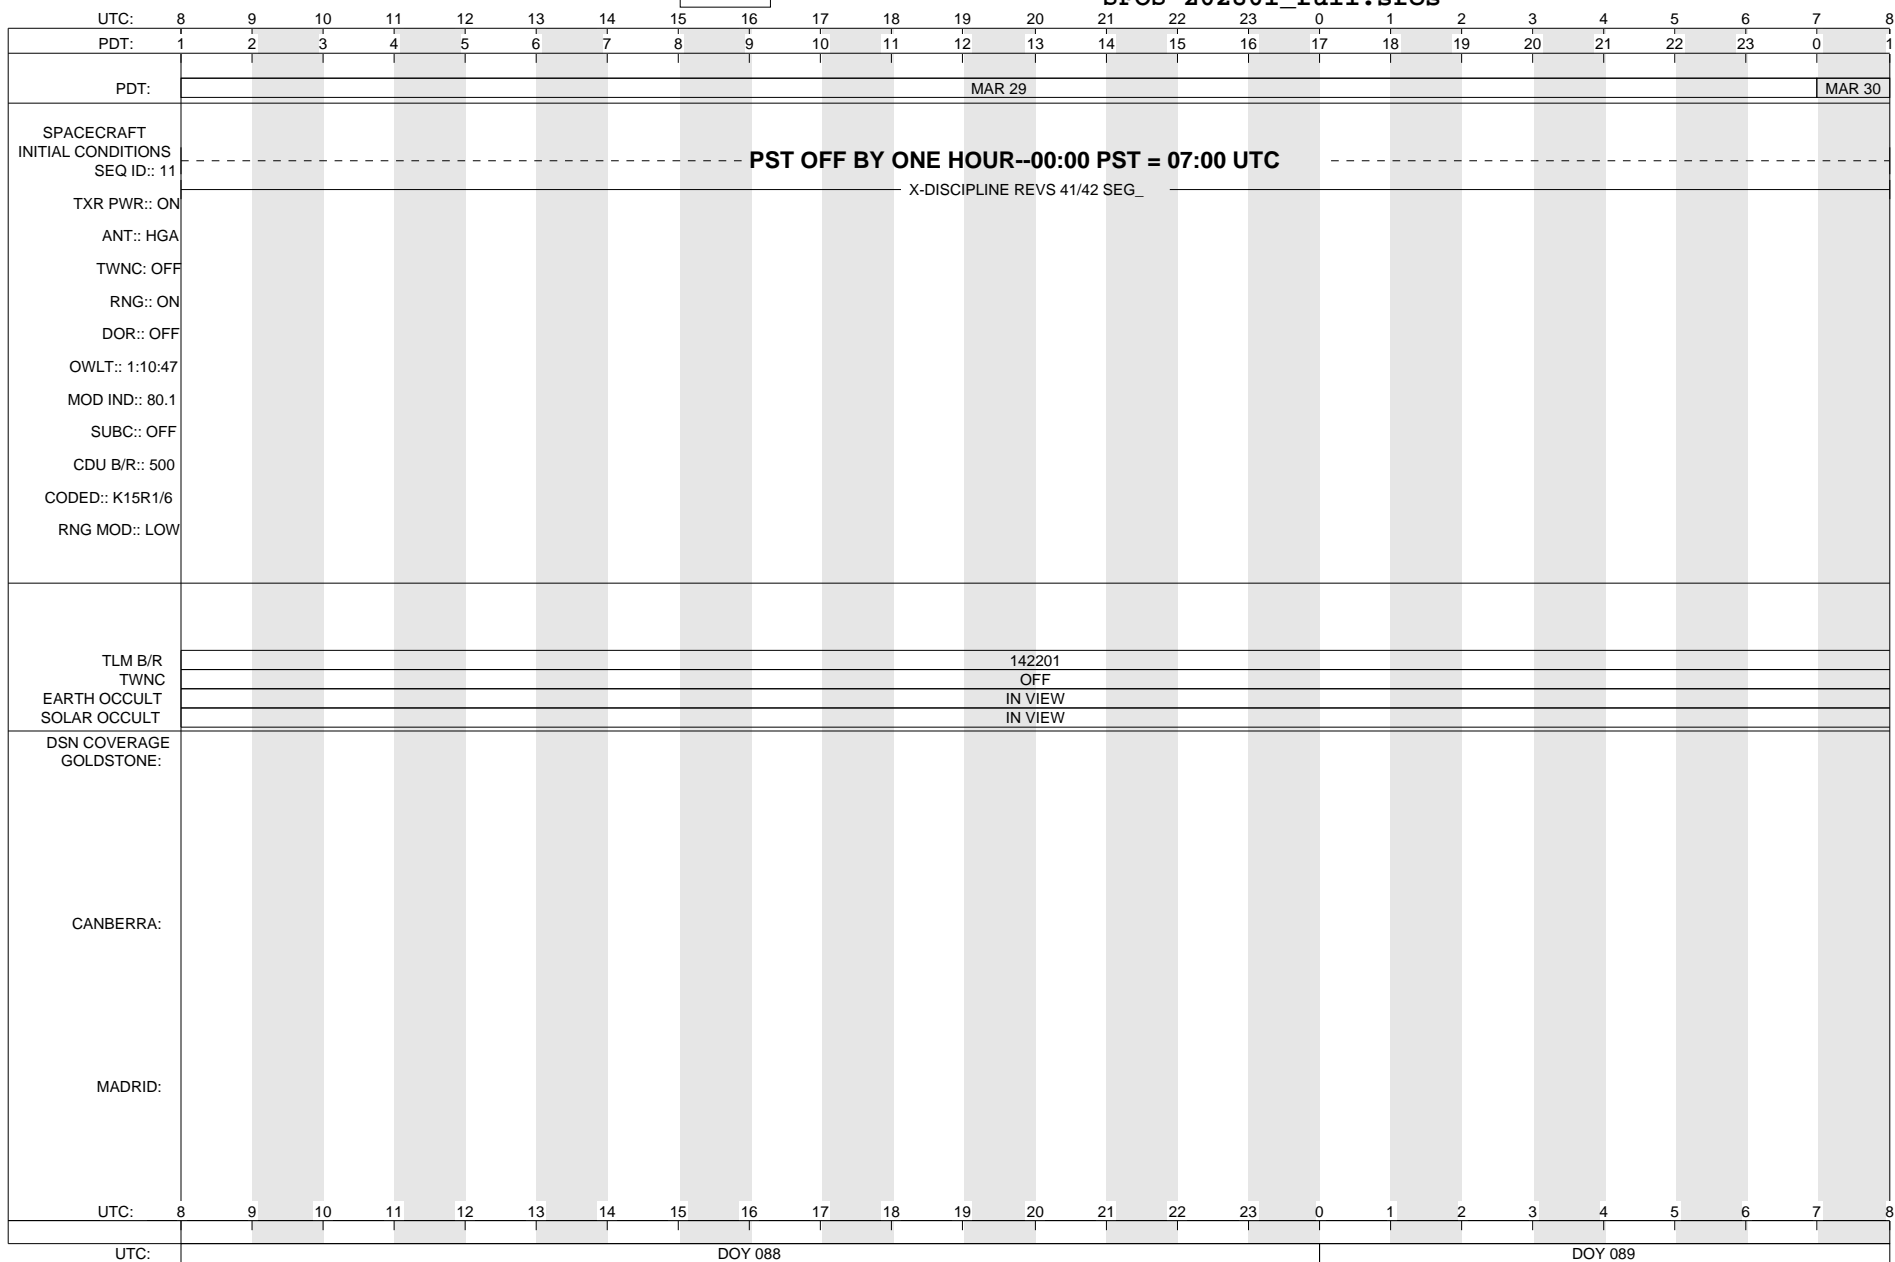 UTC: 8 9 10 11 12 13 14 15 16 17 18 19 20 21 22 23 0 1 2 3 4 5 6 7 8
PDT: 1 2 3 4 5 6 7 8 9 10 11 12 13 14 15 16 17 18 19 20 21 22 23 0 1
PDT: MAR 29 MAR 30
SPACECRAFT
INITIAL CONDITIONS
PST OFF BY ONE HOUR--00:00 PST = 07:00 UTC
SEQ ID:: 11
X-DISCIPLINE REVS 41/42 SEG_
TXR PWR:: ON
ANT:: HGA
TWNC: OFF
RNG:: ON
DOR:: OFF
OWLT:: 1:10:47
MOD IND:: 80.1
SUBC:: OFF
CDU B/R:: 500
CODED:: K15R1/6
RNG MOD:: LOW
TLM B/R 142201
TWNC OFF
EARTH OCCULT IN VIEW
SOLAR OCCULT IN VIEW
DSN COVERAGE
GOLDSTONE:
CANBERRA:
MADRID:
UTC: 8 9 10 11 12 13 14 15 16 17 18 19 20 21 22 23 0 1 2 3 4 5 6 7 8
UTC: DOY 088 DOY 089